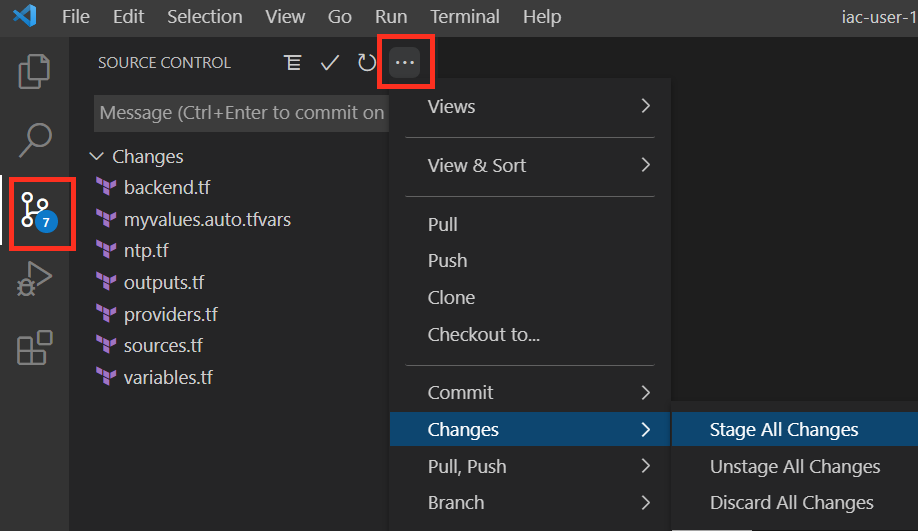 File Edit Selection View Go Run Terminal Help iac-user-1
SOURCE CONTROL
Message (Ctrl+Enter to commit on
Changes
backend.tf
myvalues.auto.tfvars
ntp.tf
outputs.tf
providers.tf
sources.tf
variables.tf
7
Views
View & Sort
Pull
Push
Clone
Checkout to...
Commit
Changes
Pull, Push
Branch
Stage All Changes
Unstage All Changes
Discard All Changes